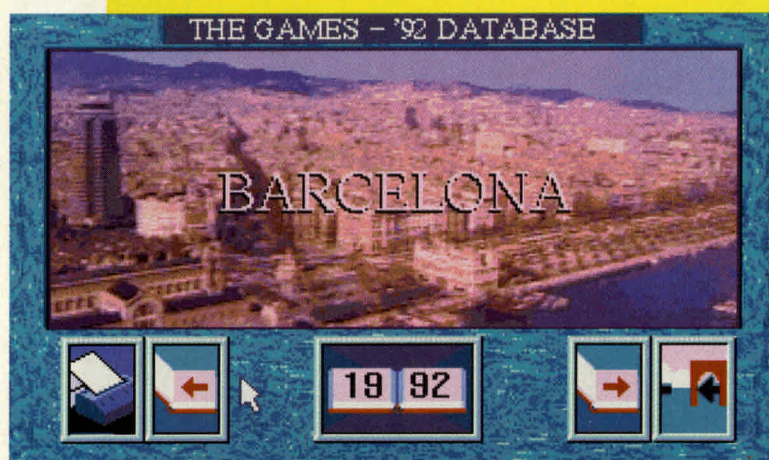 THE GAMES – '92 DATABASE
BARCELONA
19 92